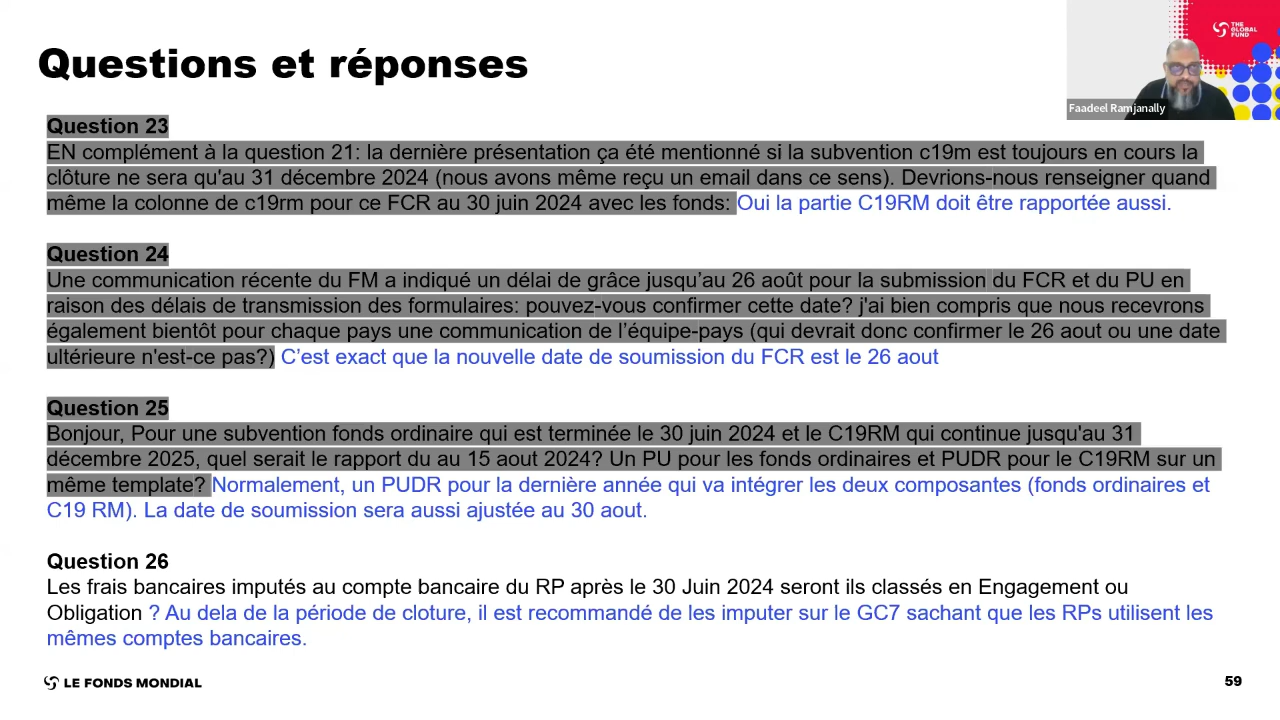 Questions et réponses
THE
GLOBAL
FUND
Faadeel Ramjanally
Question 23
EN complément à la question 21: la dernière présentation ça été mentionné si la subvention c19m est toujours en cours la
clôture ne sera qu'au 31 décembre 2024 (nous avons même reçu un email dans ce sens). Devrions-nous renseigner quand
même la colonne de c19rm pour ce FCR au 30 juin 2024 avec les fonds: Oui la partie C19RM doit être rapportée aussi.
Question 24
Une communication récente du FM a indiqué un délai de grâce jusqu’au 26 août pour la submission du FCR et du PU en
raison des délais de transmission des formulaires: pouvez-vous confirmer cette date? j'ai bien compris que nous recevrons
également bientôt pour chaque pays une communication de l’équipe-pays (qui devrait donc confirmer le 26 aout ou une date
ultérieure n'est-ce pas?) C’est exact que la nouvelle date de soumission du FCR est le 26 aout
Question 25
Bonjour, Pour une subvention fonds ordinaire qui est terminée le 30 juin 2024 et le C19RM qui continue jusqu'au 31
décembre 2025, quel serait le rapport du au 15 aout 2024? Un PU pour les fonds ordinaires et PUDR pour le C19RM sur un
même template? Normalement, un PUDR pour la dernière année qui va intégrer les deux composantes (fonds ordinaires et
C19 RM). La date de soumission sera aussi ajustée au 30 aout.
Question 26
Les frais bancaires imputés au compte bancaire du RP après le 30 Juin 2024 seront ils classés en Engagement ou
Obligation ? Au dela de la période de cloture, il est recommandé de les imputer sur le GC7 sachant que les RPs utilisent les
mêmes comptes bancaires.
LE FONDS MONDIAL
59